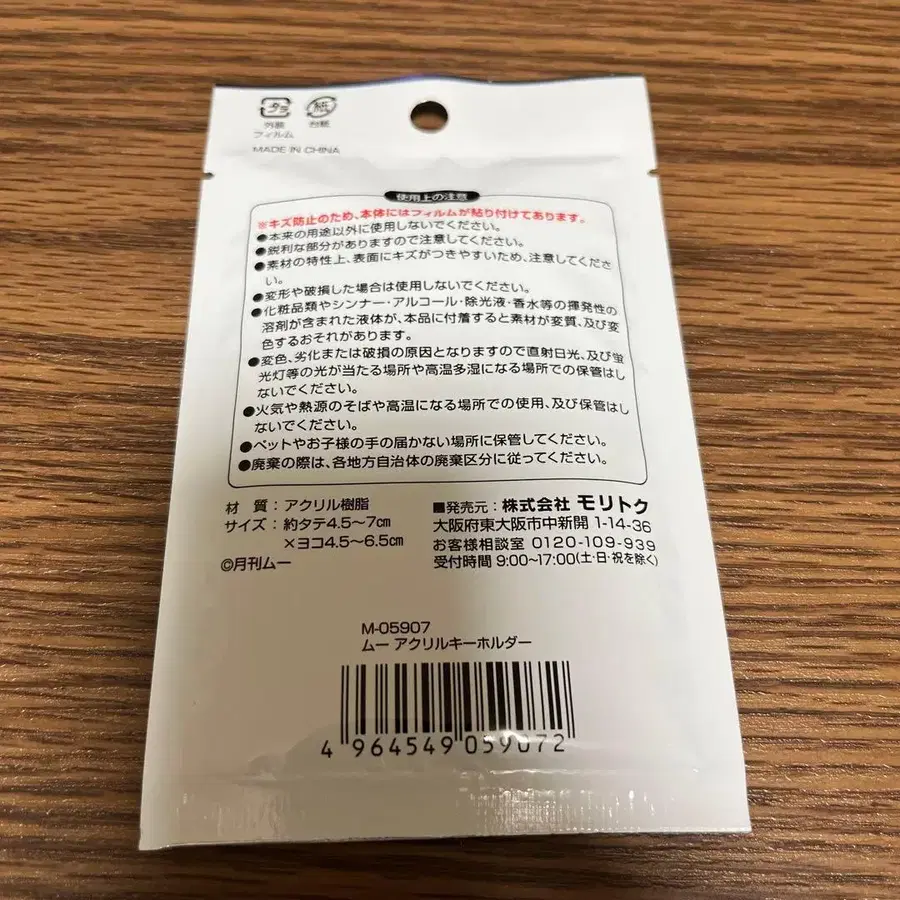 プラ 紙
外装 台紙
フィルム
MADE IN CHINA
使用上の注意
※キズ防止のため、本体にはフィルムが貼り付けてあります。
●本来の用途以外に使用しないでください。
●鋭利な部分がありますので注意してください。
●素材の特性上、表面にキズがつきやすいため、注意してくださ
い。
●変形や破損した場合は使用しないでください。
●化粧品類やシンナー・アルコール・除光液・香水等の揮発性の
溶剤が含まれた液体が、本品に付着すると素材が変質、及び変
色するおそれがあります。
●変色、劣化または破損の原因となりますので直射日光、及び蛍
光灯等の光が当たる場所や高温多湿になる場所での保管はし
ないでください。
●火気や熱源のそばや高温になる場所での使用、及び保管はし
ないでください。
●ペットやお子様の手の届かない場所に保管してください。
●廃棄の際は、各地方自治体の廃棄区分に従ってください。
材 質：アクリル樹脂
サイズ：約タテ4.5～7㎝
×ヨコ4.5～6.5㎝
©月刊ムー
■発売元：株式会社 モリトク
大阪府東大阪市中新開 1-14-36
お客様相談室 0120-109-939
受付時間 9:00～17:00(土・日・祝を除く)
M-05907
ムー アクリルキーホルダー
4 964549 059072